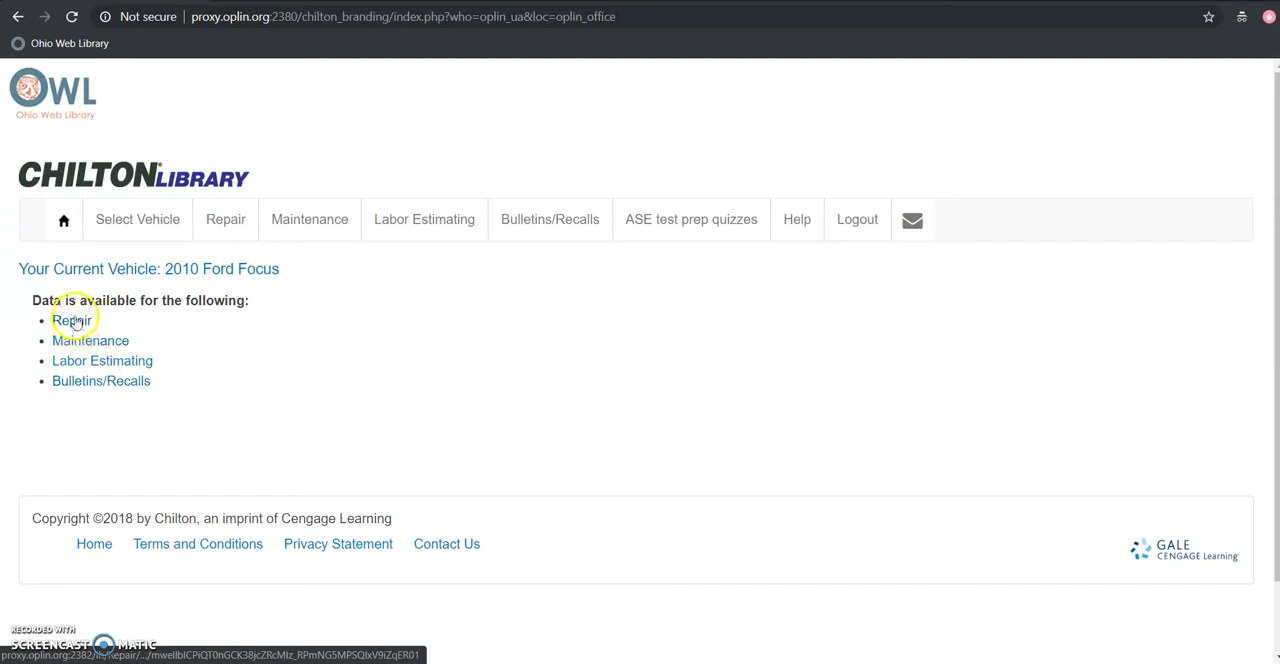 Not secure | proxy.oplin.org:2380/chilton_branding/index.php?who=oplin_ua&loc=oplin_office
Ohio Web Library
OWL
Ohio Web Library
CHILTON LIBRARY
Select Vehicle Repair Maintenance Labor Estimating Bulletins/Recalls ASE test prep quizzes Help Logout
Your Current Vehicle: 2010 Ford Focus
Data is available for the following:
• Repair
• Maintenance
• Labor Estimating
• Bulletins/Recalls
Copyright ©2018 by Chilton, an imprint of Cengage Learning
Home Terms and Conditions Privacy Statement Contact Us
GALE
CENGAGE Learning
RECORDED WITH
SCREENCAST MATIC